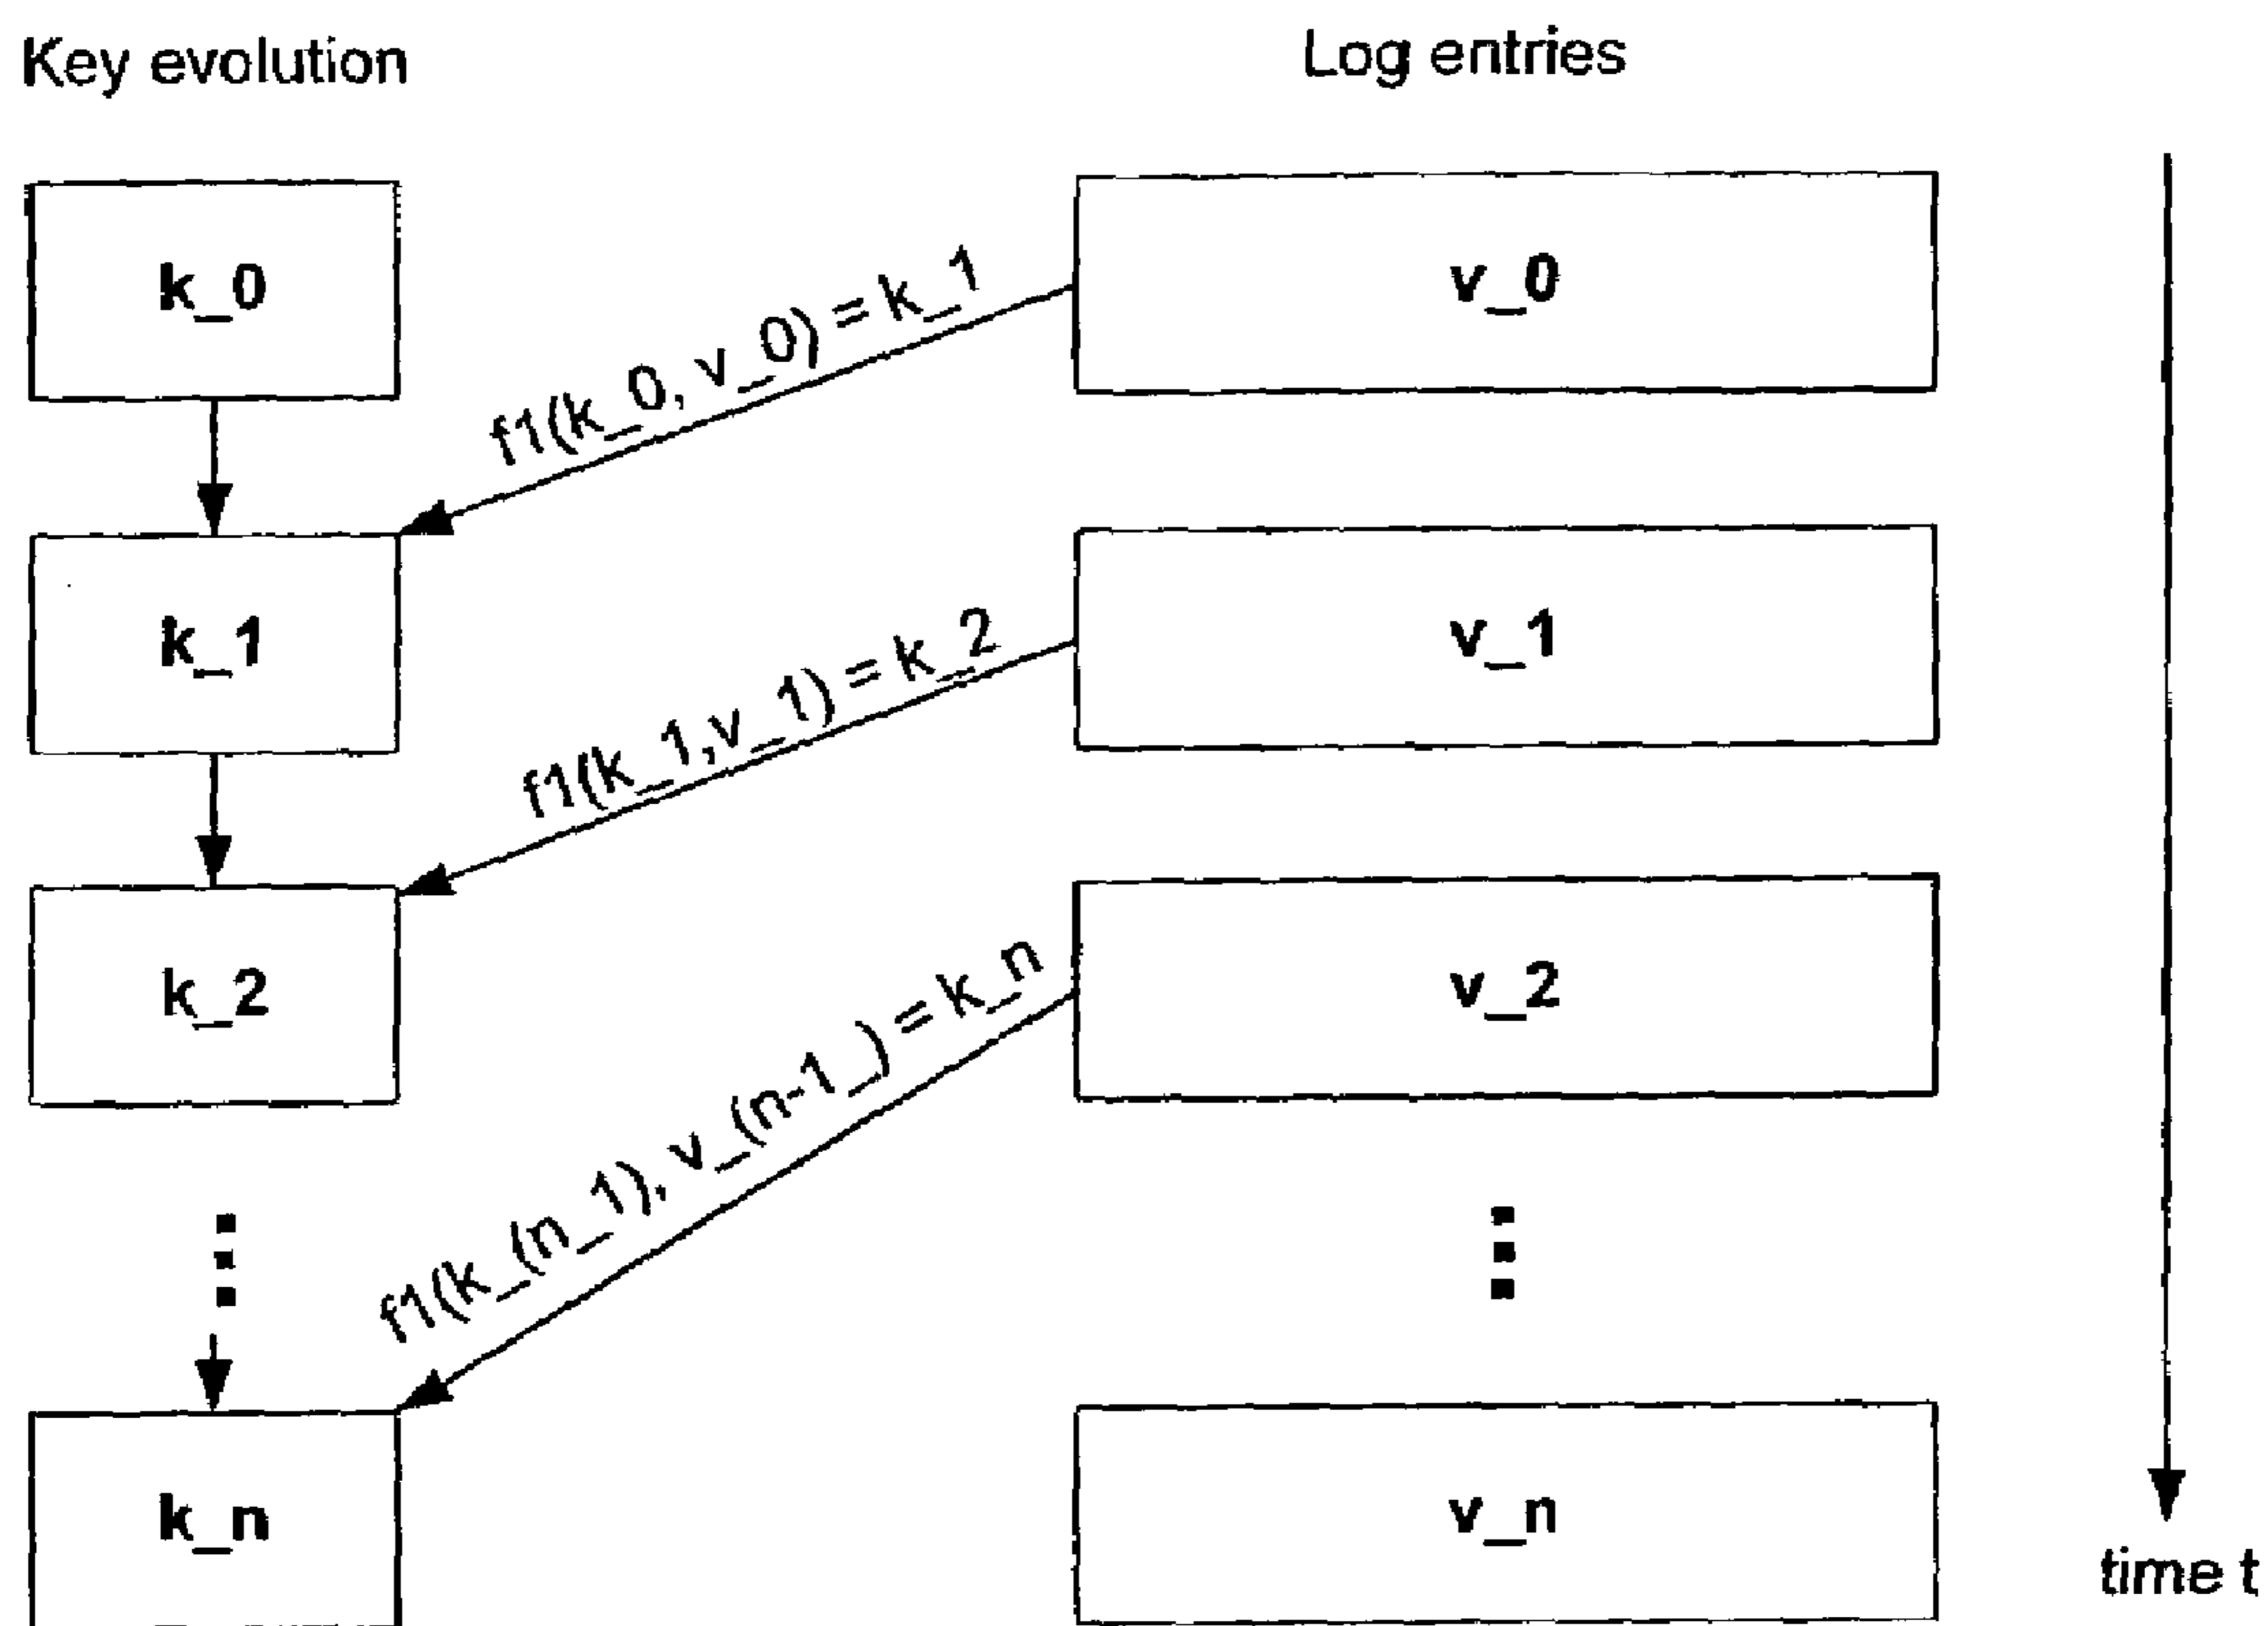 Key evolution
Log entries
k_0
v_0
f1(k_0, v_0) = k_1
k_1
v_1
f1(k_1,v_1) = k_2
k_2
v_2
f1(k_(n_1), v_(n-1_) = k_n
k_n
v_n
time t